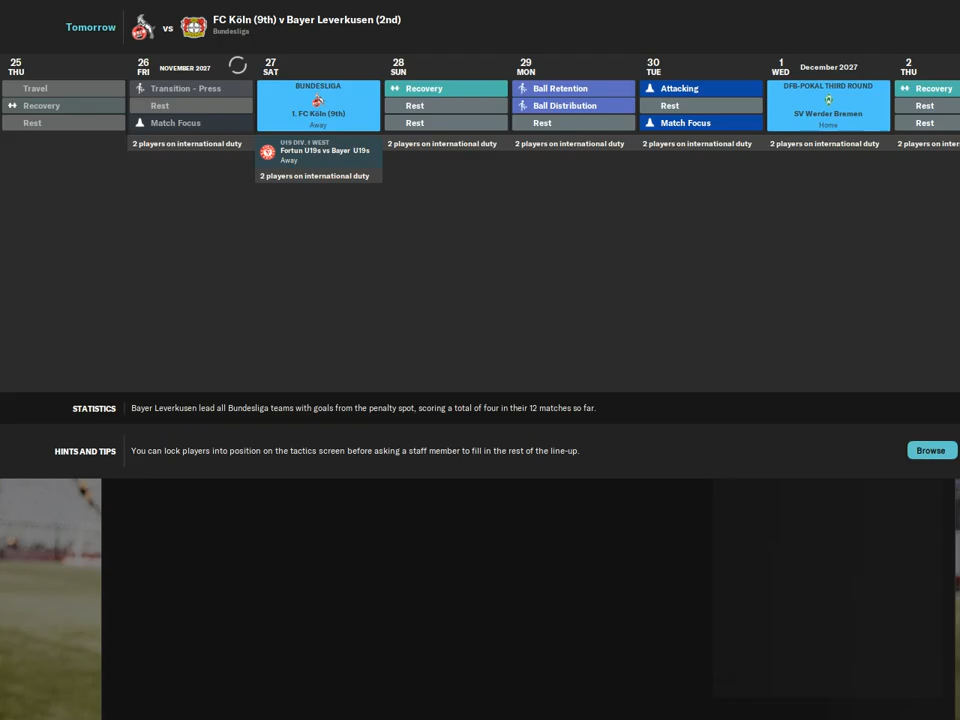 Tomorrow
vs
FC Köln (9th) v Bayer Leverkusen (2nd)
Bundesliga
25
THU
26
FRI
NOVEMBER 2027
27
SAT
28
SUN
29
MON
30
TUE
1
WED
December 2027
2
THU
Travel
Recovery
Rest
Transition - Press
Rest
Match Focus
2 players on international duty
BUNDESLIGA
1. FC Köln (9th)
Away
U19 DIV. 1 WEST
Fortun U19s vs Bayer U19s
Away
2 players on international duty
Recovery
Rest
Rest
2 players on international duty
Ball Retention
Ball Distribution
Rest
2 players on international duty
Attacking
Rest
Match Focus
2 players on international duty
DFB-POKAL THIRD ROUND
SV Werder Bremen
Home
2 players on international duty
Recovery
Rest
Rest
2 players on inter
STATISTICS
Bayer Leverkusen lead all Bundesliga teams with goals from the penalty spot, scoring a total of four in their 12 matches so far.
HINTS AND TIPS
You can lock players into position on the tactics screen before asking a staff member to fill in the rest of the line-up.
Browse